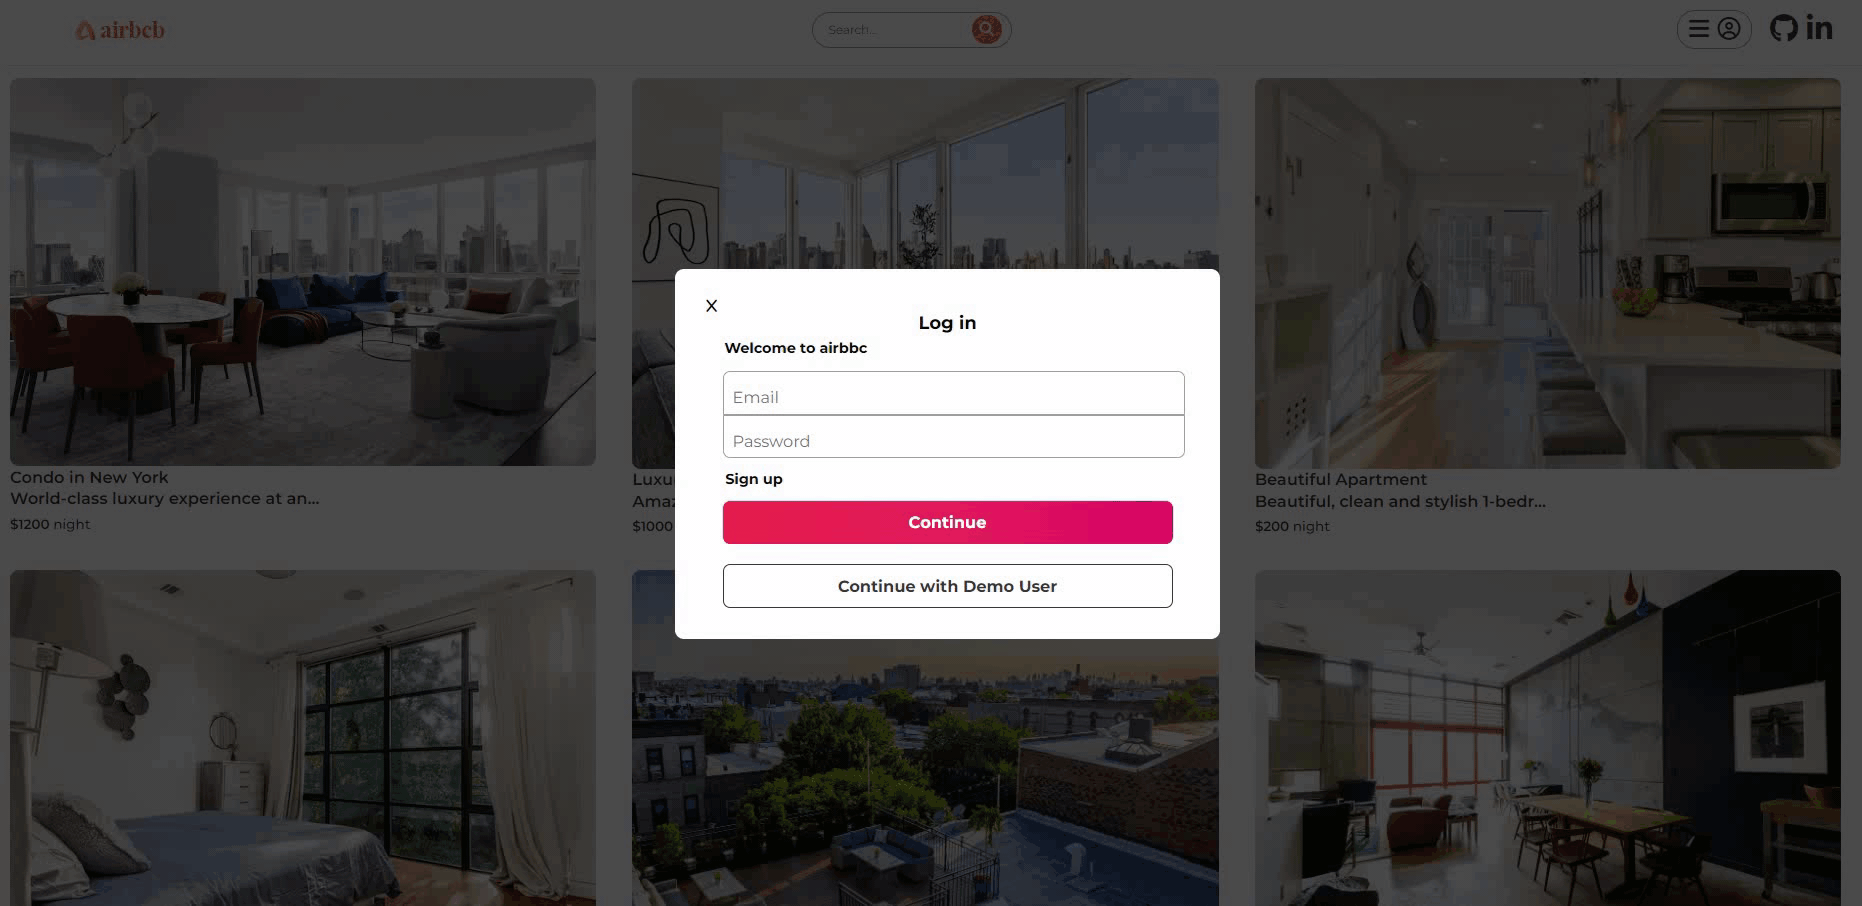 airbcb
Search...
in
X
Log in
Welcome to airbbc
Email
Password
Sign up
Continue
Continue with Demo User
Condo in New York
World-class luxury experience at an...
$1200 night
$1000
Beautiful Apartment
Beautiful, clean and stylish 1-bedr...
$200 night